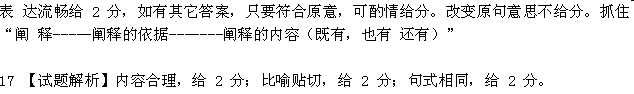 表 达流畅给 2 分，如有其它答案，只要符合原意，可酌情给分。改变原句意思不给分。抓住
“阐 释-----阐释的依据-------阐释的内容（既有，也有 还有）”
17 【试题解析】内容合理，给 2 分；比喻贴切，给 2 分；句式相同，给 2 分。